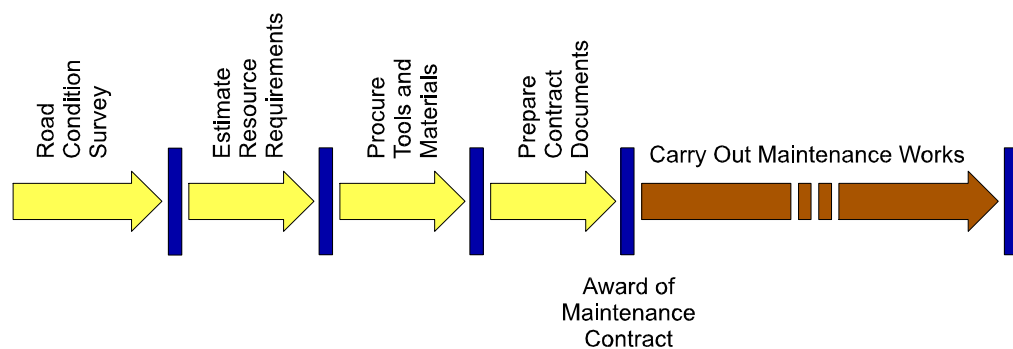 Road
Condition
Survey
Estimate
Resource
Requirements
Procure
Tools and
Materials
Prepare
Contract
Documents
Carry Out Maintenance Works
Award of
Maintenance
Contract